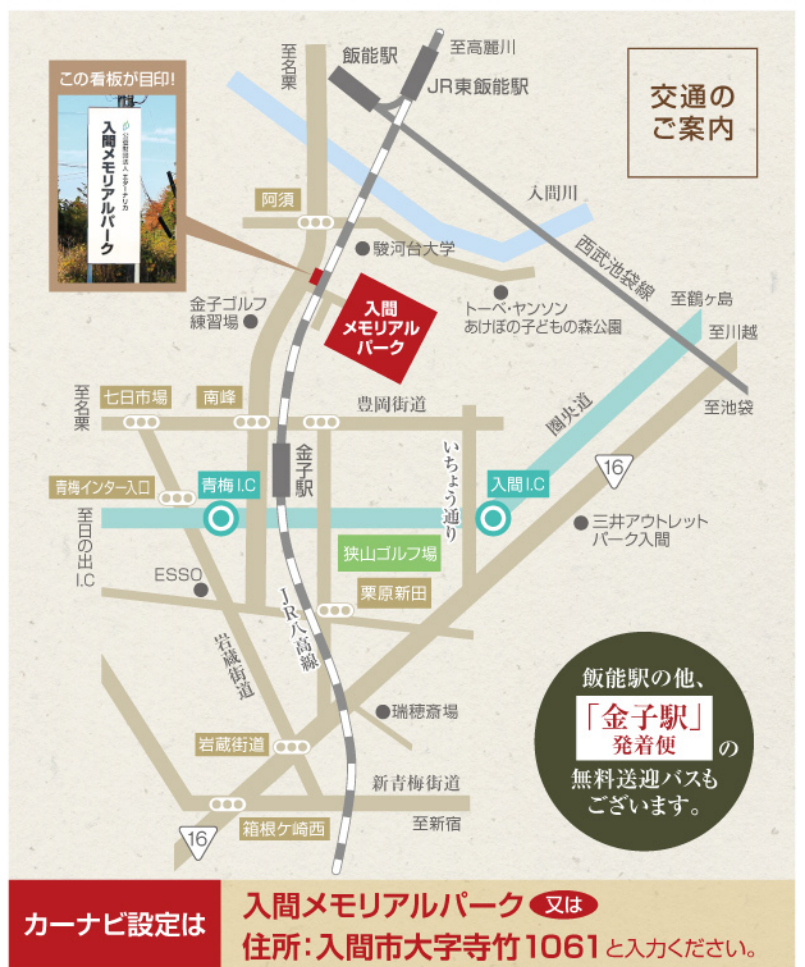 交通の
ご案内
この看板が目印!
公益財団法人 エターナリカ
入間メモリアルパーク
至名栗
飯能駅
至高麗川
JR東飯能駅
入間川
阿須
駿河台大学
西武池袋線
トーベ・ヤンソン
あけぼの子どもの森公園
金子ゴルフ
練習場
入間
メモリアル
パーク
至鶴ヶ島
至川越
至池袋
至名栗
七日市場
南峰
豊岡街道
圏央道
金子駅
いちょう通り
16
青梅インター入口
青梅I.C
入間I.C
至日の出
I.C
三井アウトレット
パーク入間
狭山ゴルフ場
ESSO
栗原新田
JR八高線
岩蔵街道
瑞穂斎場
岩蔵街道
新青梅街道
至新宿
箱根ケ崎西
16
飯能駅の他、
「金子駅」
発着便
の
無料送迎バスも
ございます。
カーナビ設定は
入間メモリアルパーク 又は
住所:入間市大字寺竹1061と入力ください。